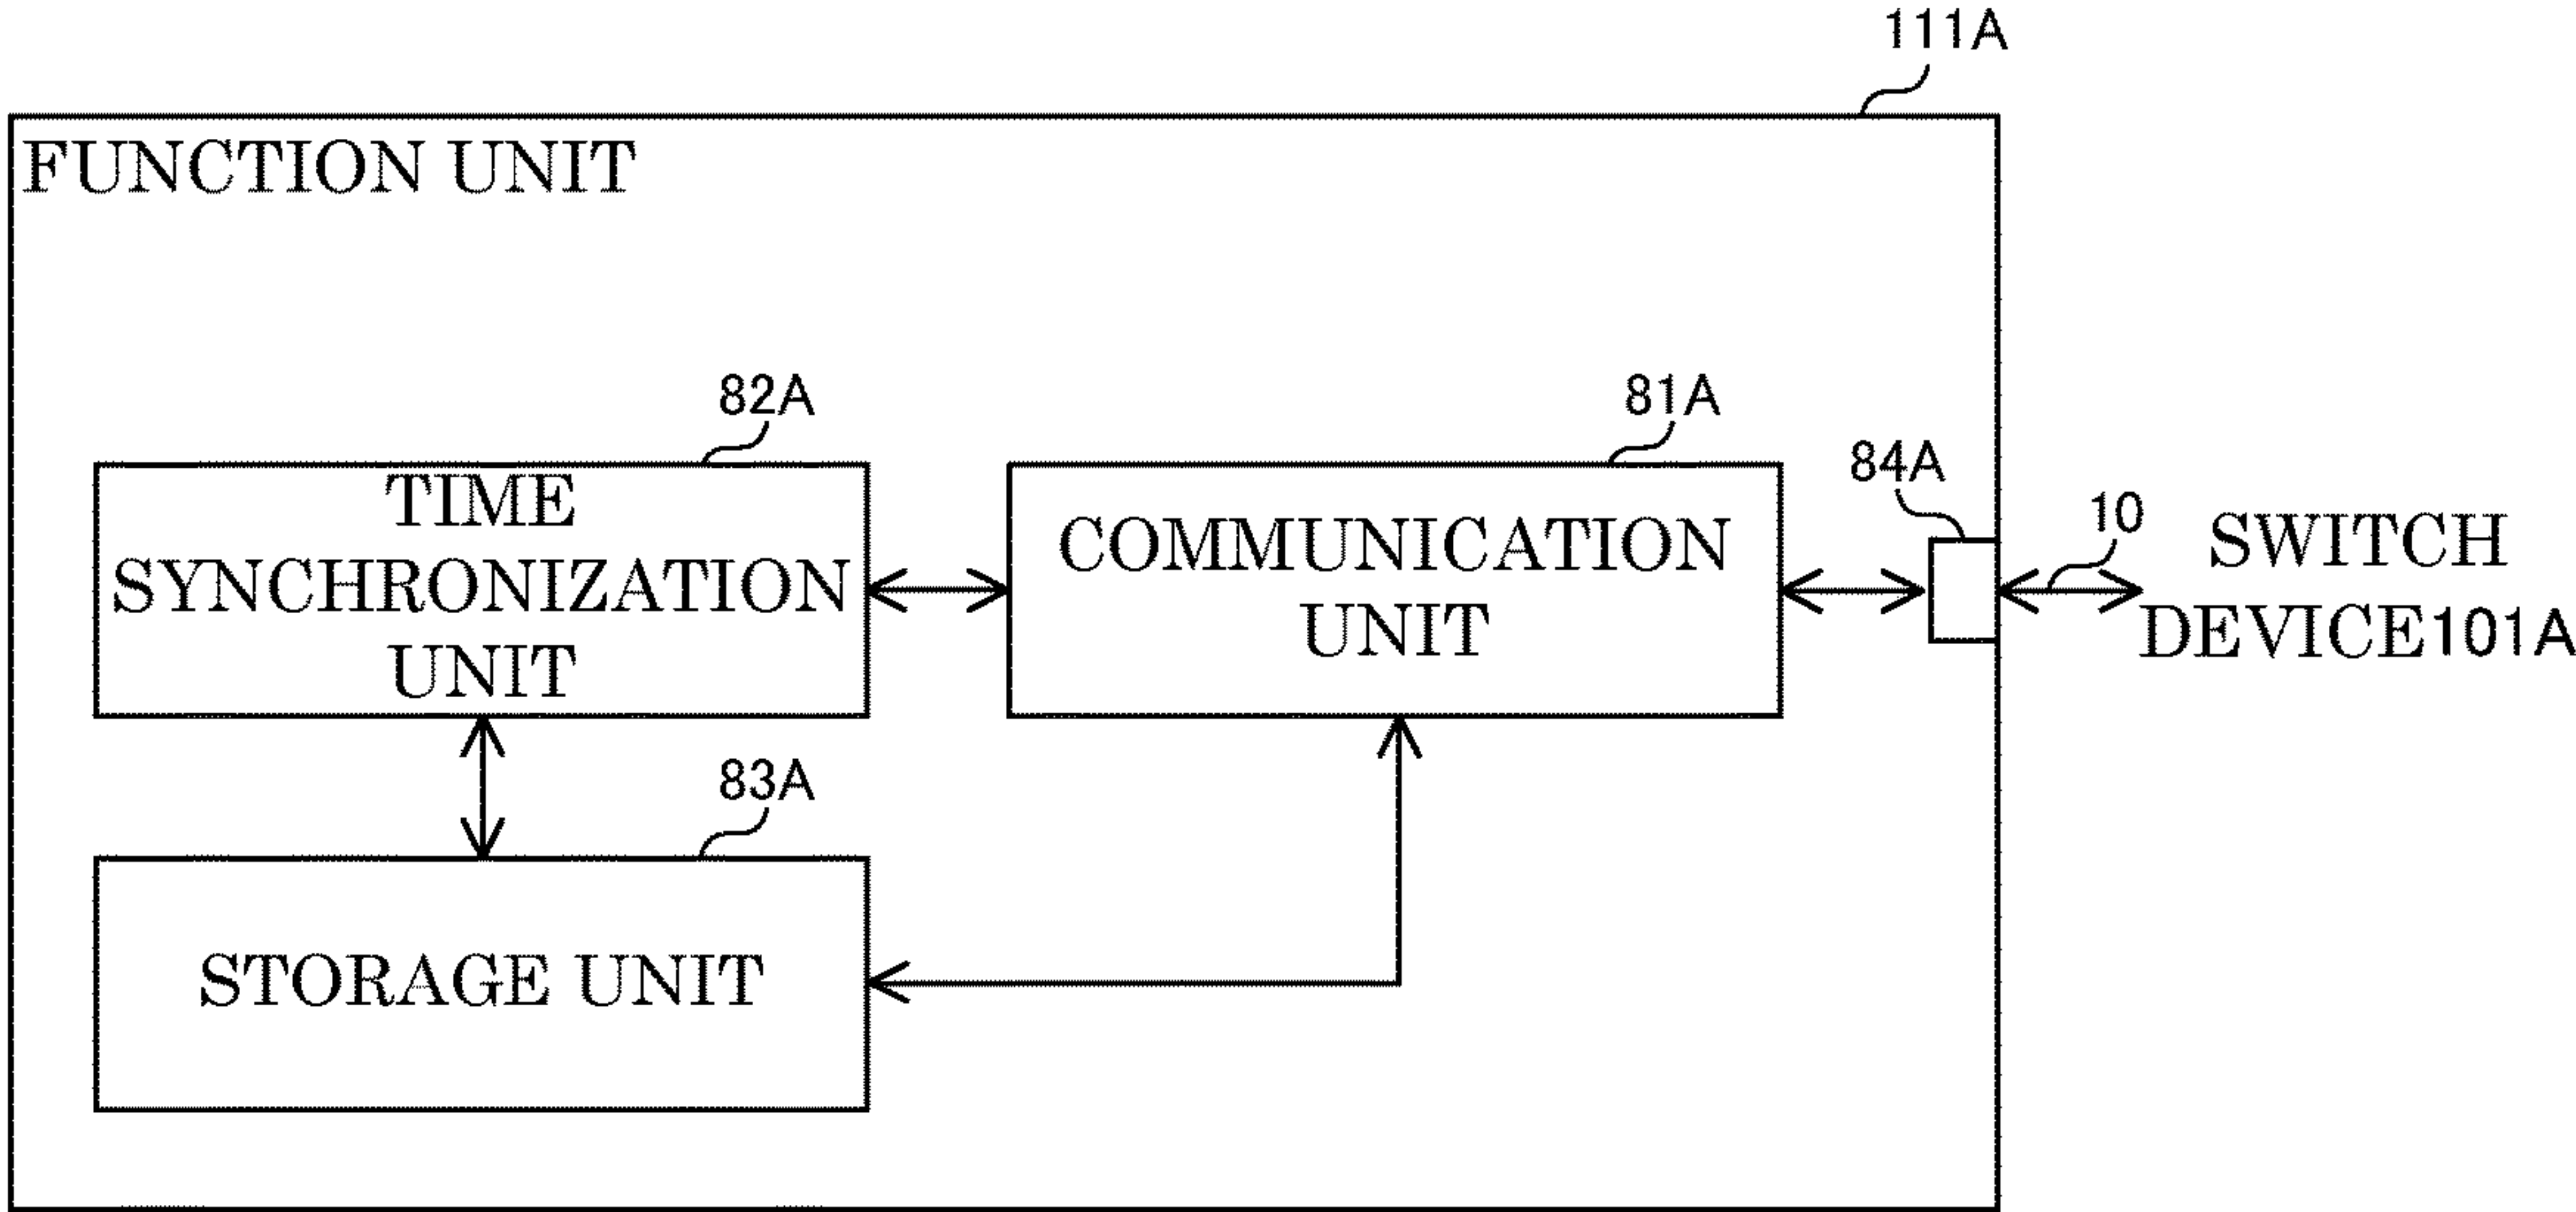 111A
FUNCTION UNIT
82A
81A
84A
10
TIME
SYNCHRONIZATION
UNIT
COMMUNICATION
UNIT
SWITCH
DEVICE101A
83A
STORAGE UNIT